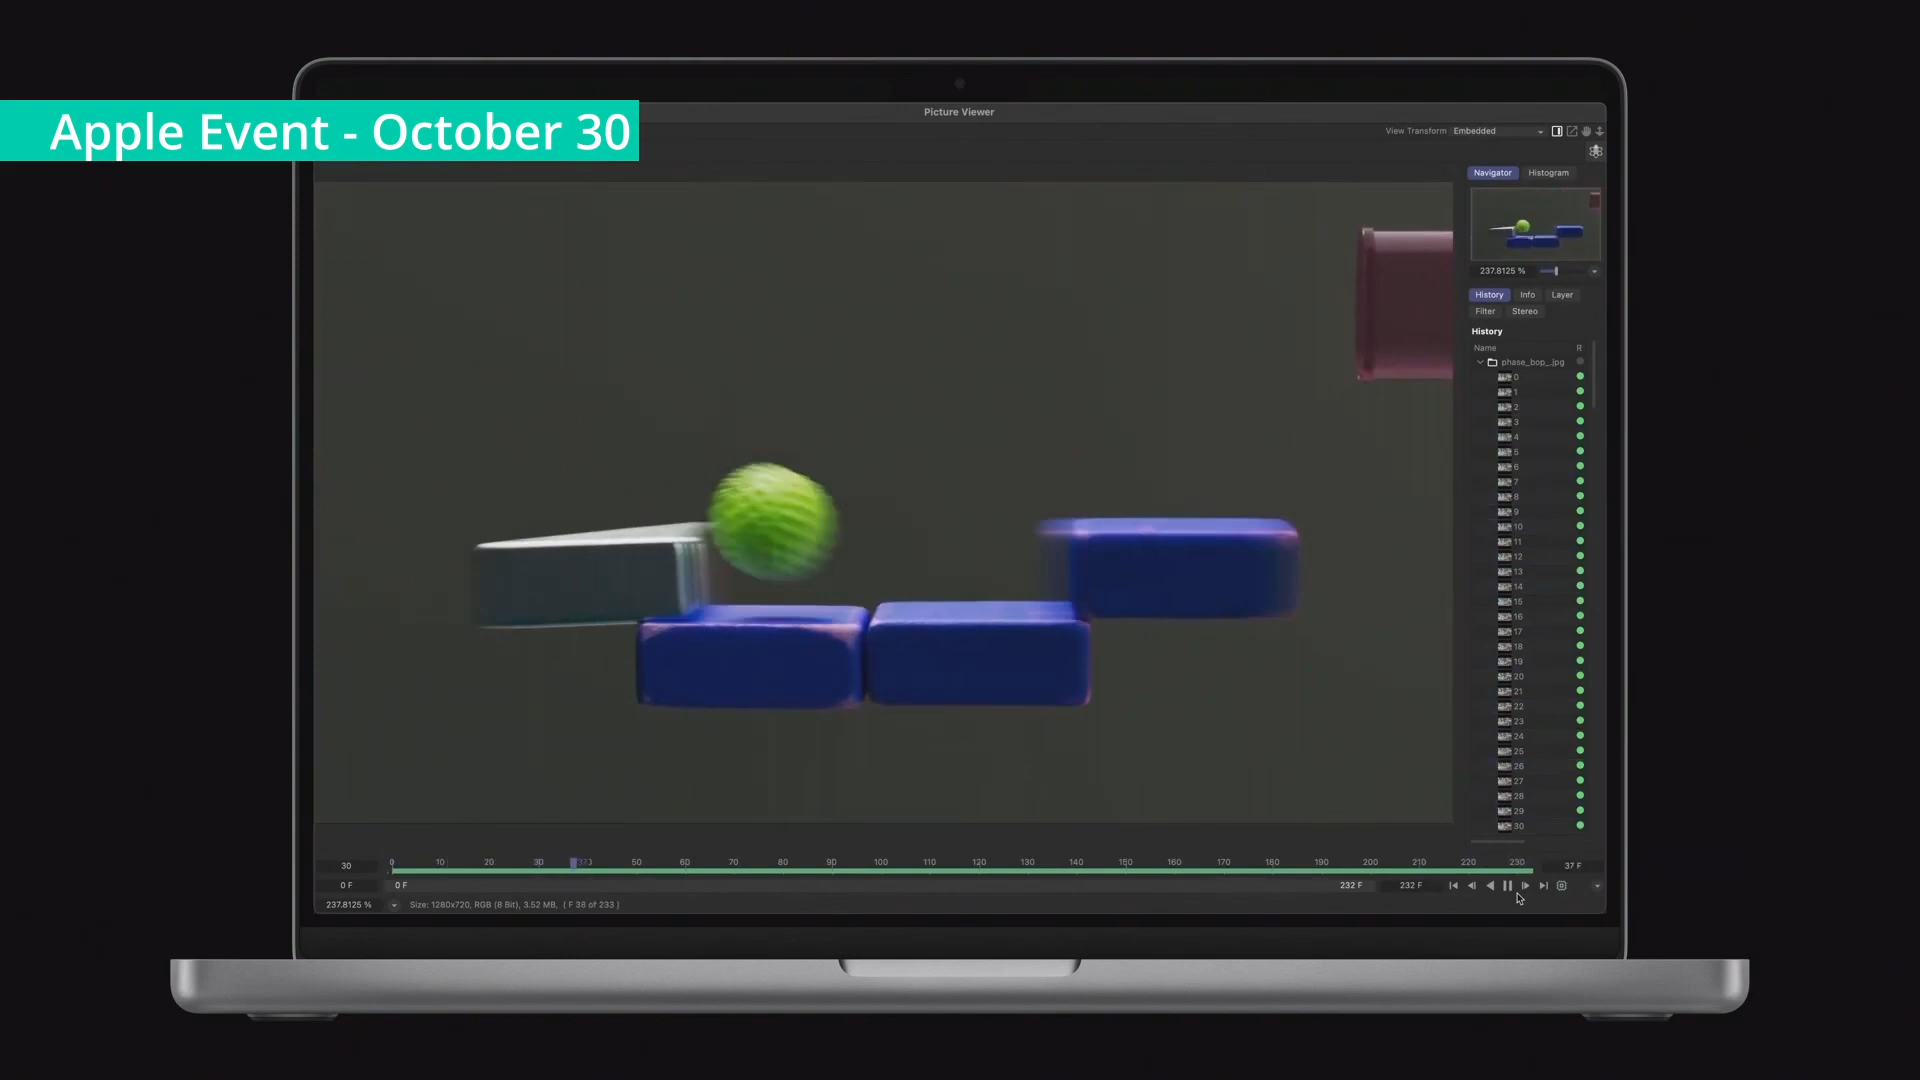 Picture Viewer
Apple Event - October 30
View Transform Embedded
Navigator Histogram
237.8125 %
History Info Layer
Filter Stereo
History
Name R
phase_bop_.jpg
0
1
2
3
4
5
6
7
8
9
10
11
12
13
14
15
16
17
18
19
20
21
22
23
24
25
26
27
28
29
30
30 0 10 20 30 37 50 60 70 80 90 100 110 120 130 140 150 160 170 180 190 200 210 220 230 37 F
0 F 0 F 232 F 232 F
237.8125 % Size: 1280x720, RGB (8 Bit), 3.52 MB, ( F 38 of 233 )